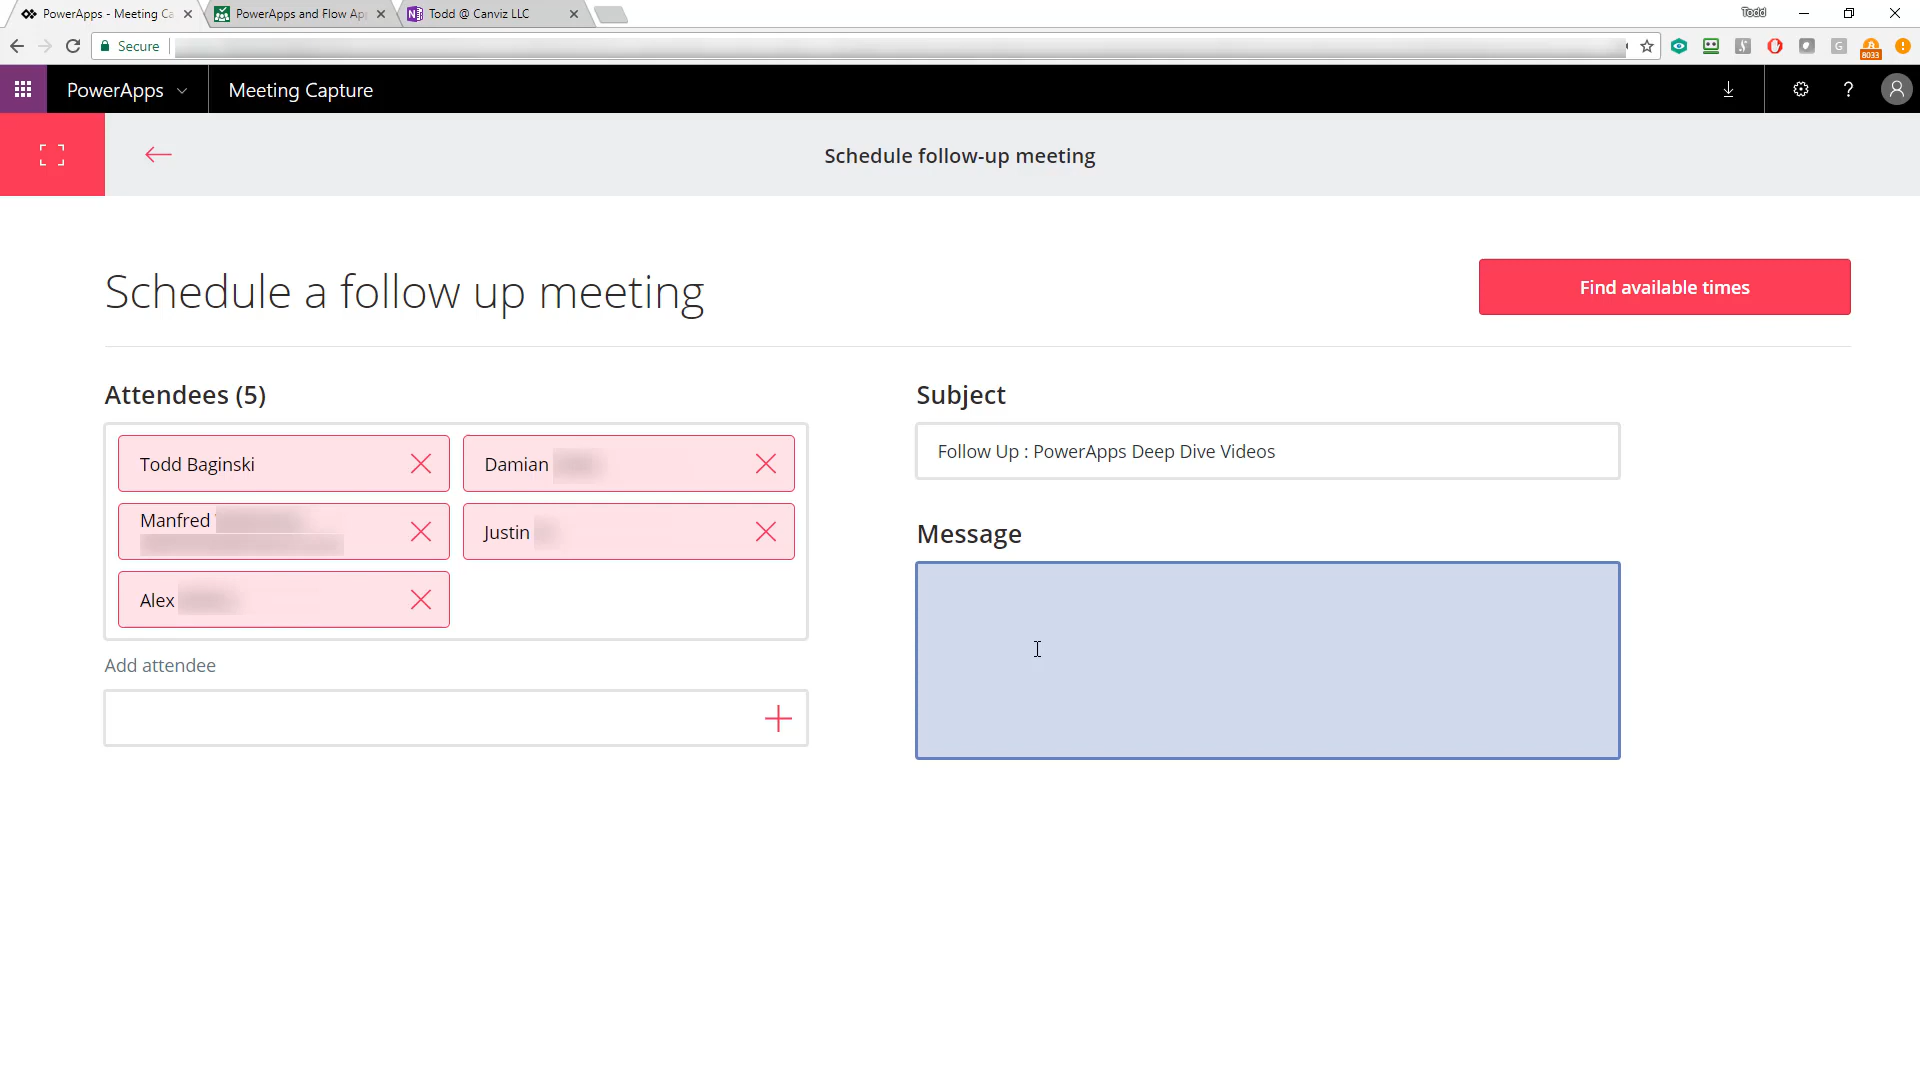 PowerApps - Meeting Ca
PowerApps and Flow Ap
Todd @ Canviz LLC
Todd
Secure
8033
PowerApps
Meeting Capture
?
Schedule follow-up meeting
Schedule a follow up meeting
Find available times
Attendees (5)
Subject
Todd Baginski
Damian
Follow Up : PowerApps Deep Dive Videos
Manfred
Justin
Message
Alex
Add attendee